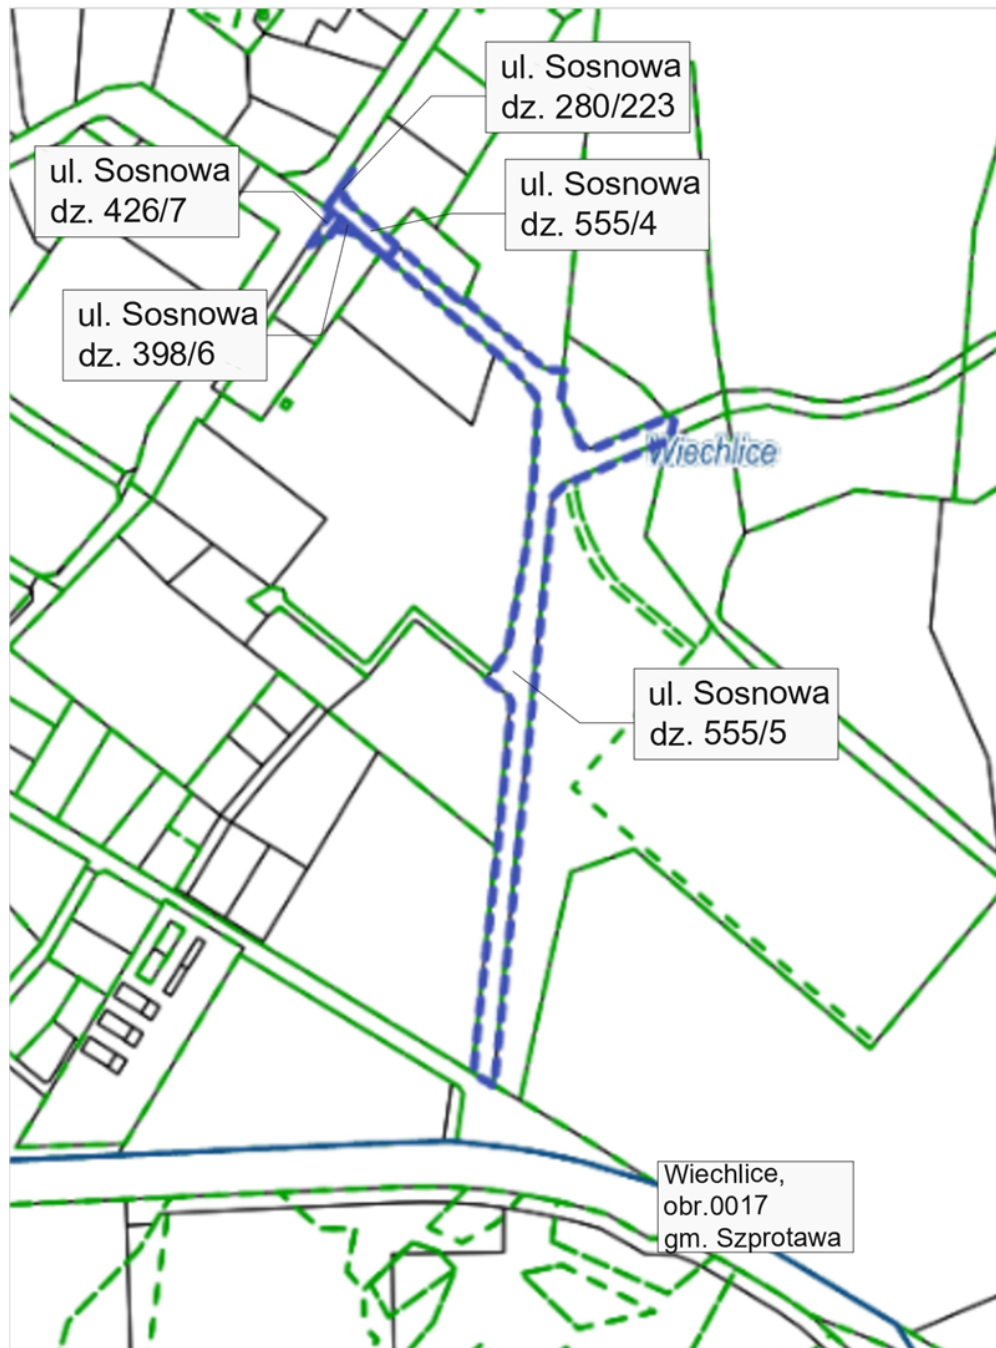 ul. Sosnowa
dz. 280/223
ul. Sosnowa
dz. 426/7
ul. Sosnowa
dz. 555/4
ul. Sosnowa
dz. 398/6
Wiechlice
ul. Sosnowa
dz. 555/5
Wiechlice,
obr.0017
gm. Szprotawa